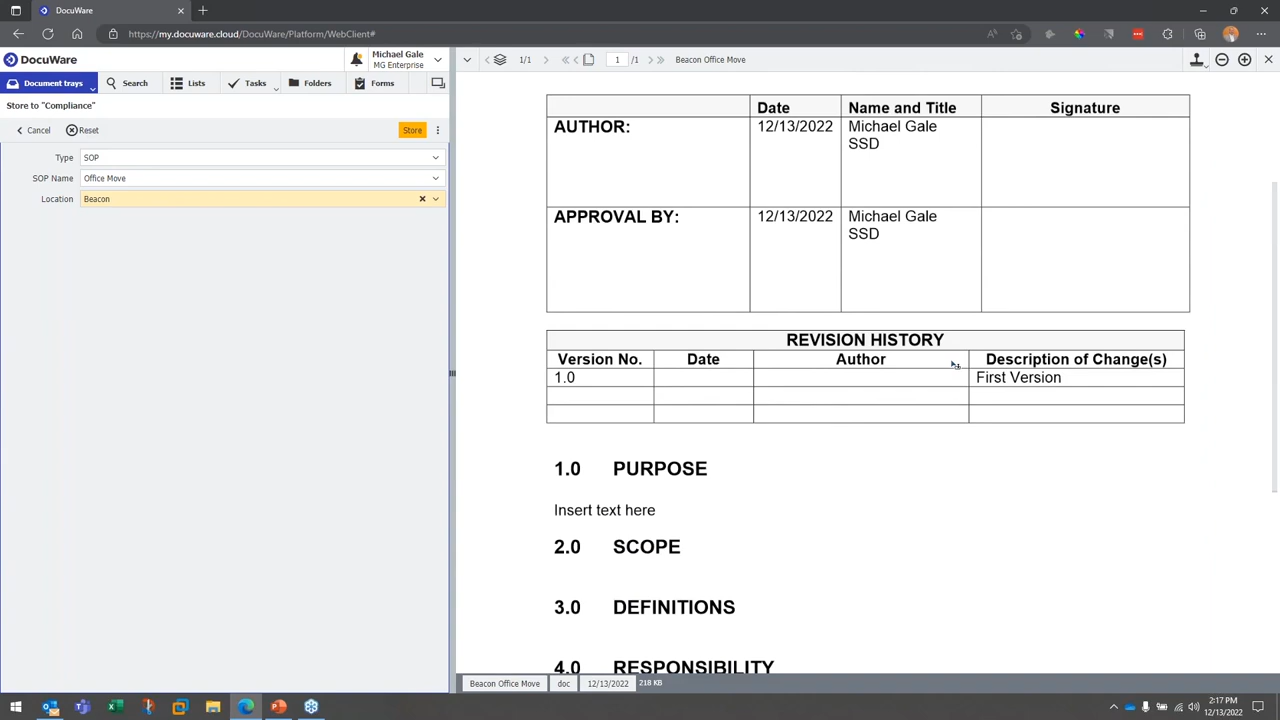 DocuWare
https://my.docuware.cloud/DocuWare/Platform/WebClient#
DocuWare
Michael Gale
MG Enterprise
Document trays
Search
Lists
Tasks
Folders
Forms
Store to "Compliance"
Cancel
Reset
Store
Type
SOP
SOP Name
Office Move
Location
Beacon
1/1
1
/1
Beacon Office Move
Date
Name and Title
Signature
AUTHOR:
12/13/2022
Michael Gale
SSD
APPROVAL BY:
12/13/2022
Michael Gale
SSD
REVISION HISTORY
Version No.
Date
Author
Description of Change(s)
1.0
First Version
1.0 PURPOSE
Insert text here
2.0 SCOPE
3.0 DEFINITIONS
4.0 RESPONSIBILITY
Beacon Office Move
doc
12/13/2022
218 KB
2:17 PM
12/13/2022